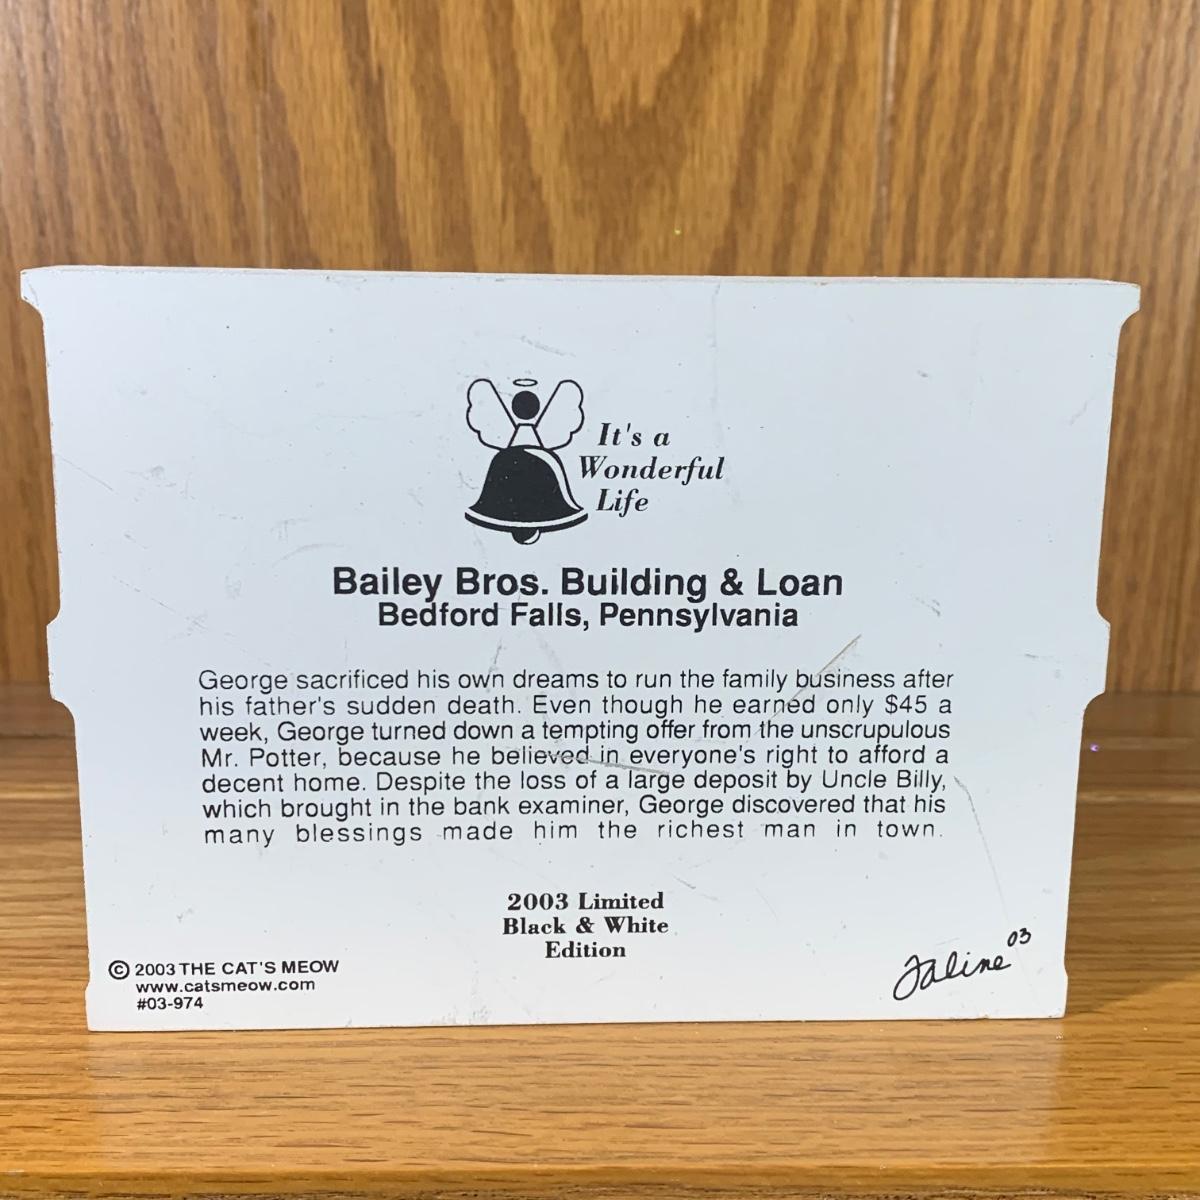 It's a
Wonderful
Life
Bailey Bros. Building & Loan
Bedford Falls, Pennsylvania
George sacrificed his own dreams to run the family business after
his father's sudden death. Even though he earned only $45 a
week, George turned down a tempting offer from the unscrupulous
Mr. Potter, because he believed in everyone's right to afford a
decent home. Despite the loss of a large deposit by Uncle Billy,
which brought in the bank examiner, George discovered that his
many blessings made him the richest man in town.
2003 Limited
Black & White
Edition
© 2003 THE CAT'S MEOW
www.catsmeow.com
#03-974
Faline 03